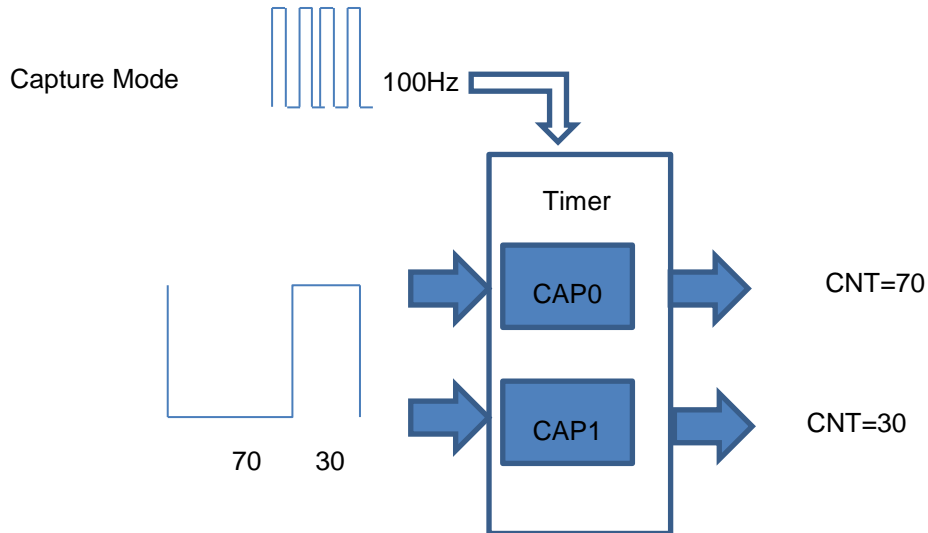 Capture Mode
100Hz
Timer
CAP0
CNT=70
CAP1
CNT=30
70 30